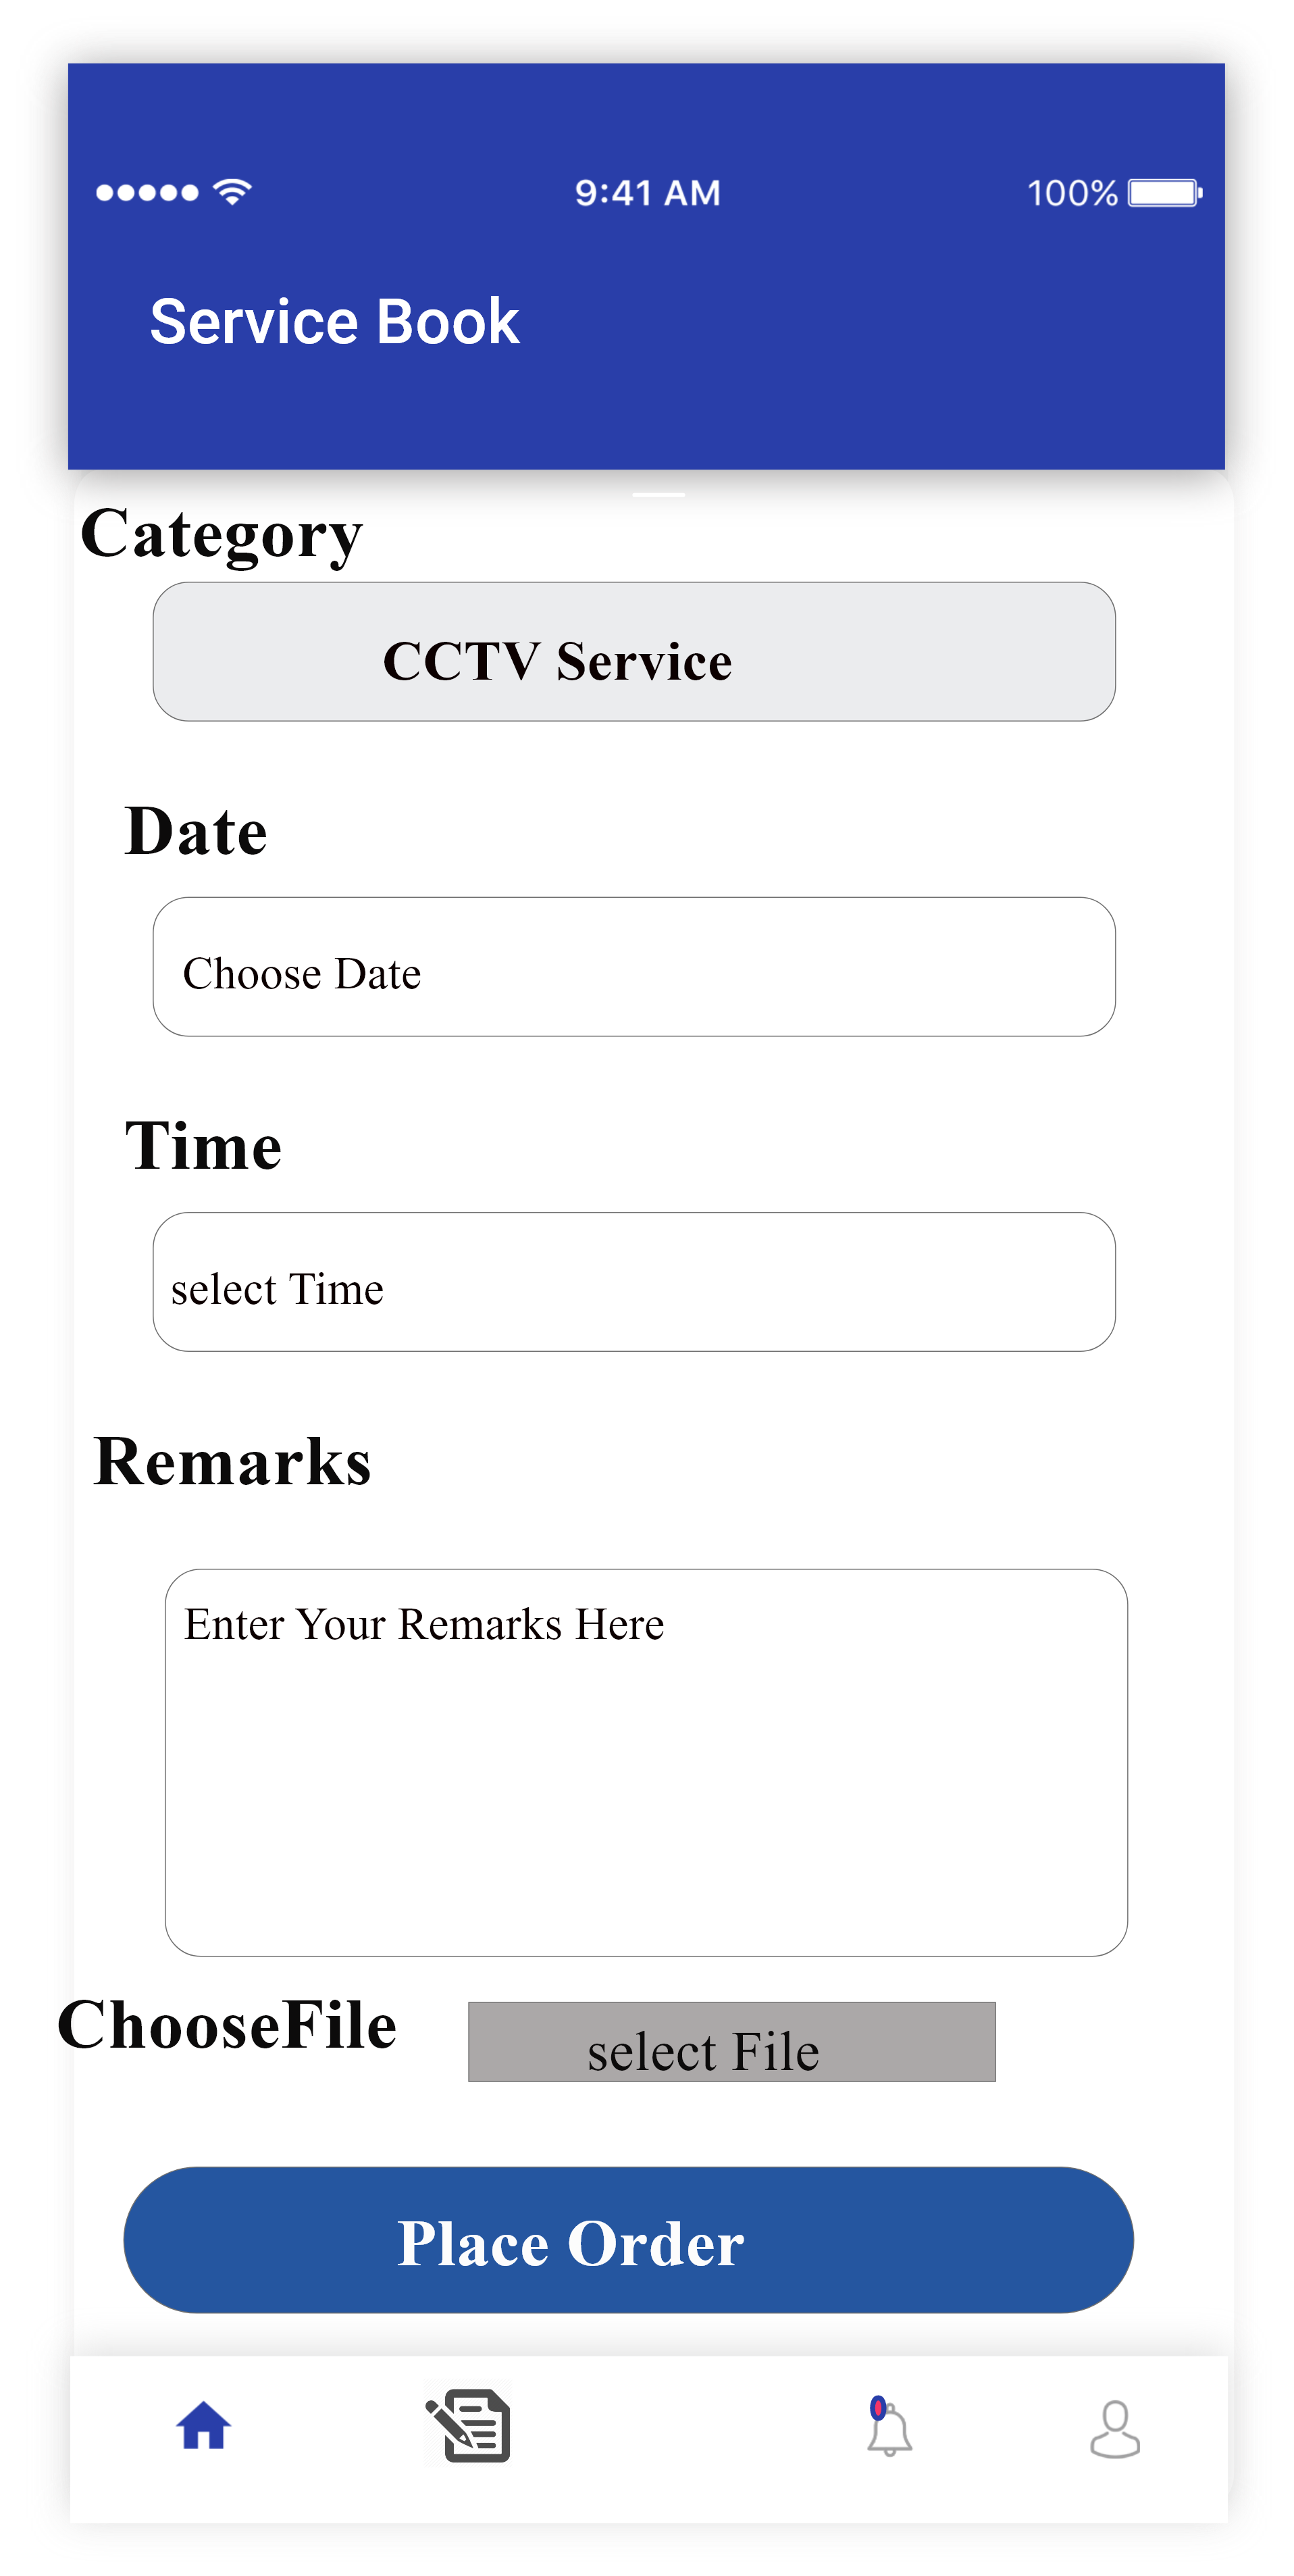 9:41 AM 100%
Service Book
Category
CCTV Service
Date
Choose Date
Time
select Time
Remarks
Enter Your Remarks Here
ChooseFile select File
Place Order